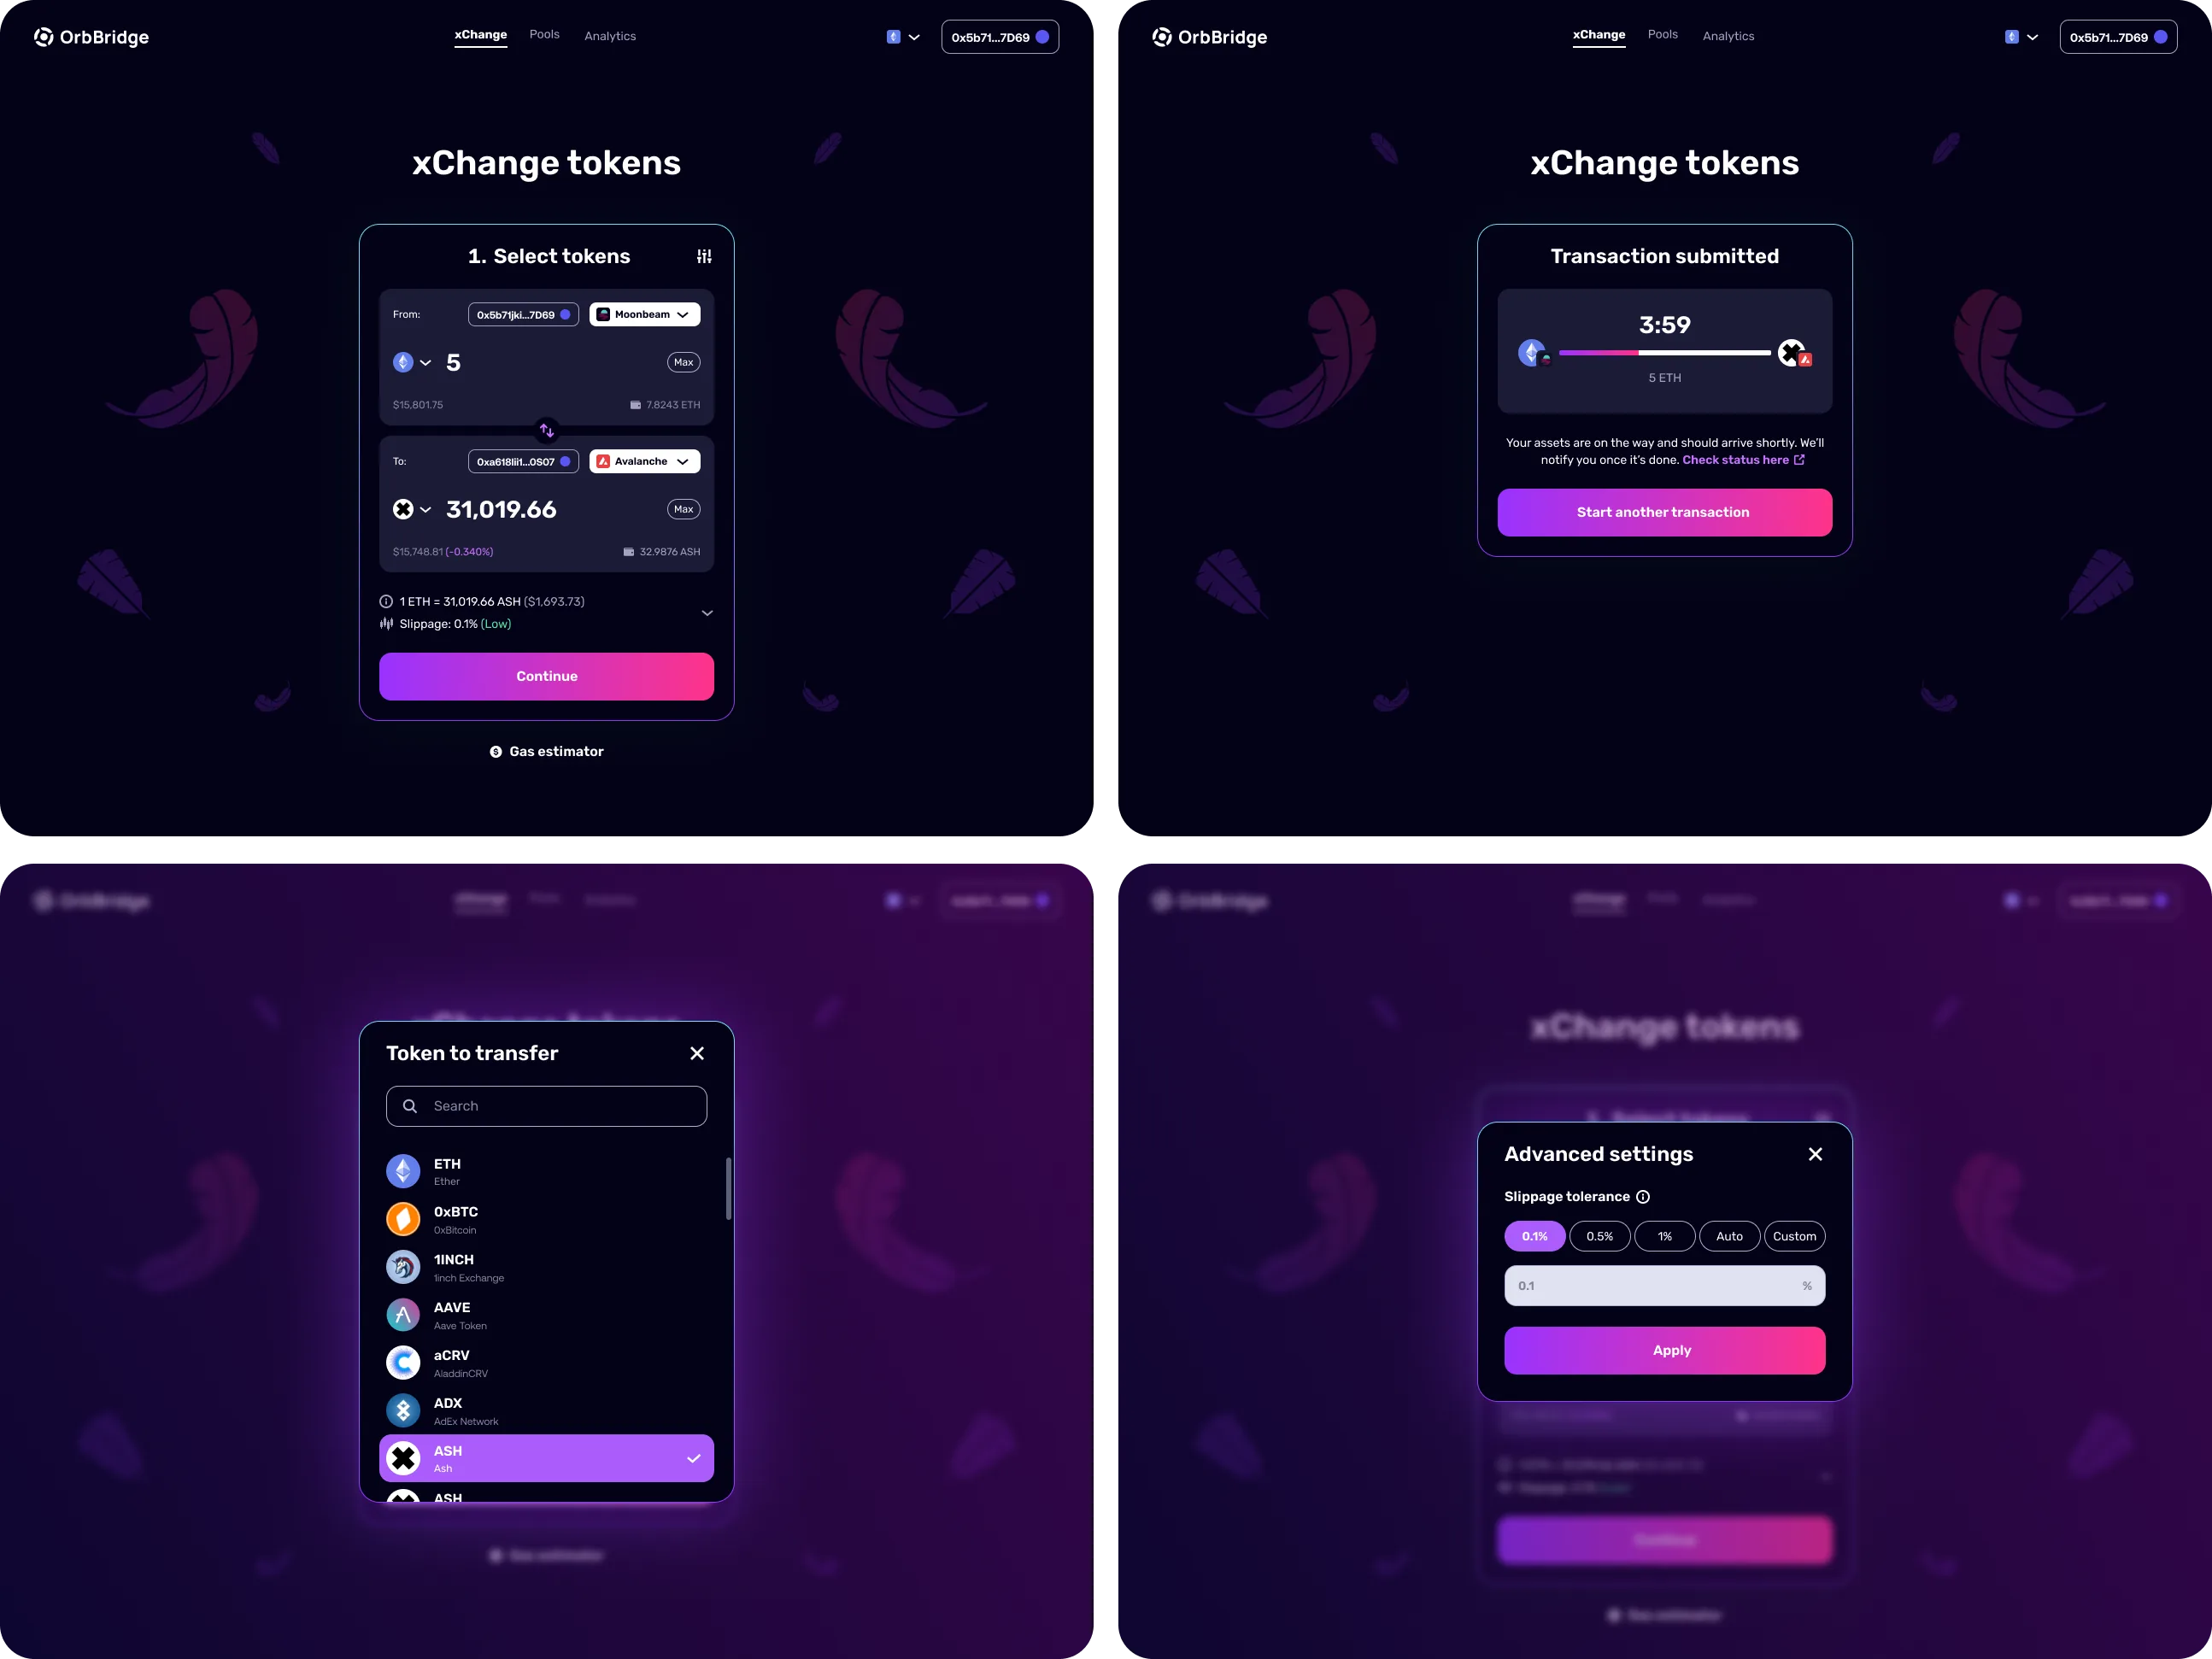 OrbBridge
xChange Pools Analytics
0x5b71...7D69
xChange tokens
1. Select tokens
From:
0x5b71jki...7D69
Moonbeam
5
Max
$15,801.75
7.8243 ETH
To:
0xa618lii1...0S07
Avalanche
31,019.66
Max
$15,748.81 (-0.340%)
32.9876 ASH
1 ETH = 31,019.66 ASH ($1,693.73)
Slippage: 0.1% (Low)
Continue
Gas estimator
OrbBridge
xChange Pools Analytics
0x5b71...7D69
xChange tokens
Transaction submitted
3:59
5 ETH
Your assets are on the way and should arrive shortly. We'll
notify you once it's done. Check status here
Start another transaction
Token to transfer
Search
ETH
Ether
0xBTC
0xBitcoin
1INCH
1inch Exchange
AAVE
Aave Token
aCRV
AladdinCRV
ADX
AdEx Network
ASH
Ash
ASH
xChange tokens
Advanced settings
Slippage tolerance
0.1% 0.5% 1% Auto Custom
0.1 %
Apply